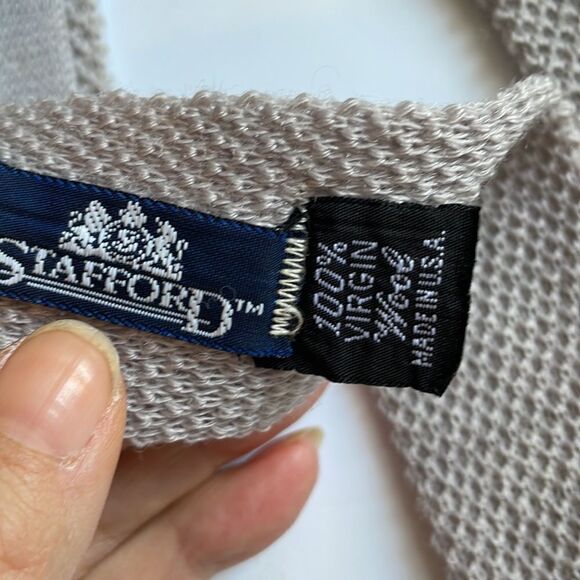 STAFFORD™
100%
VIRGIN
Wool
MADE IN U.S.A.